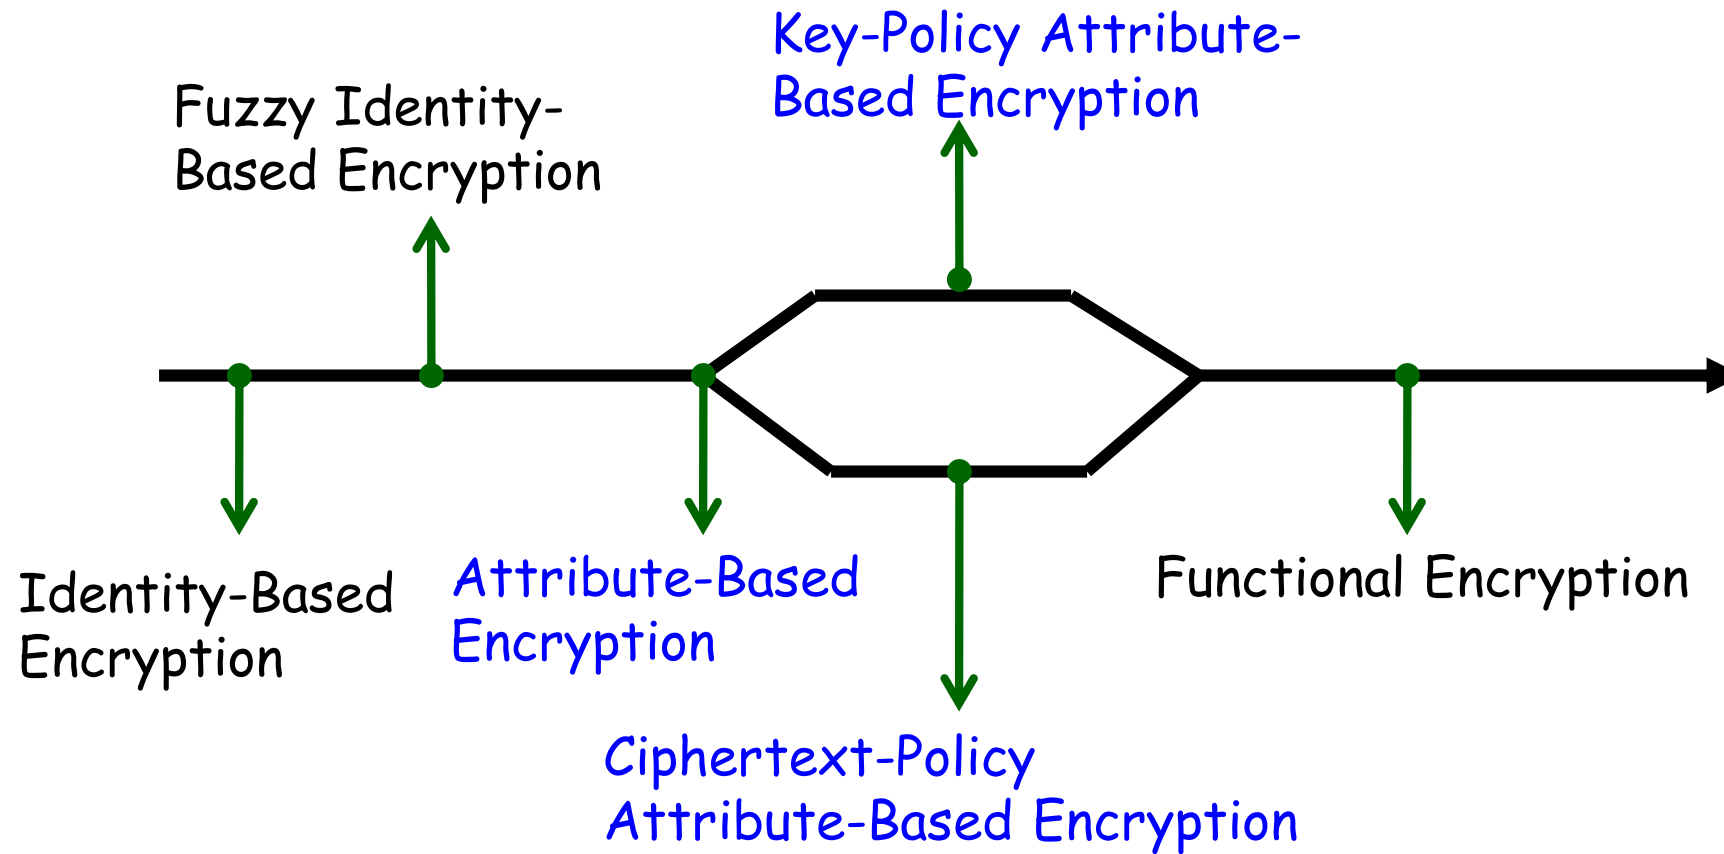 Key-Policy Attribute-
Based Encryption
Fuzzy Identity-
Based Encryption
Identity-Based
Encryption
Attribute-Based
Encryption
Functional Encryption
Ciphertext-Policy
Attribute-Based Encryption